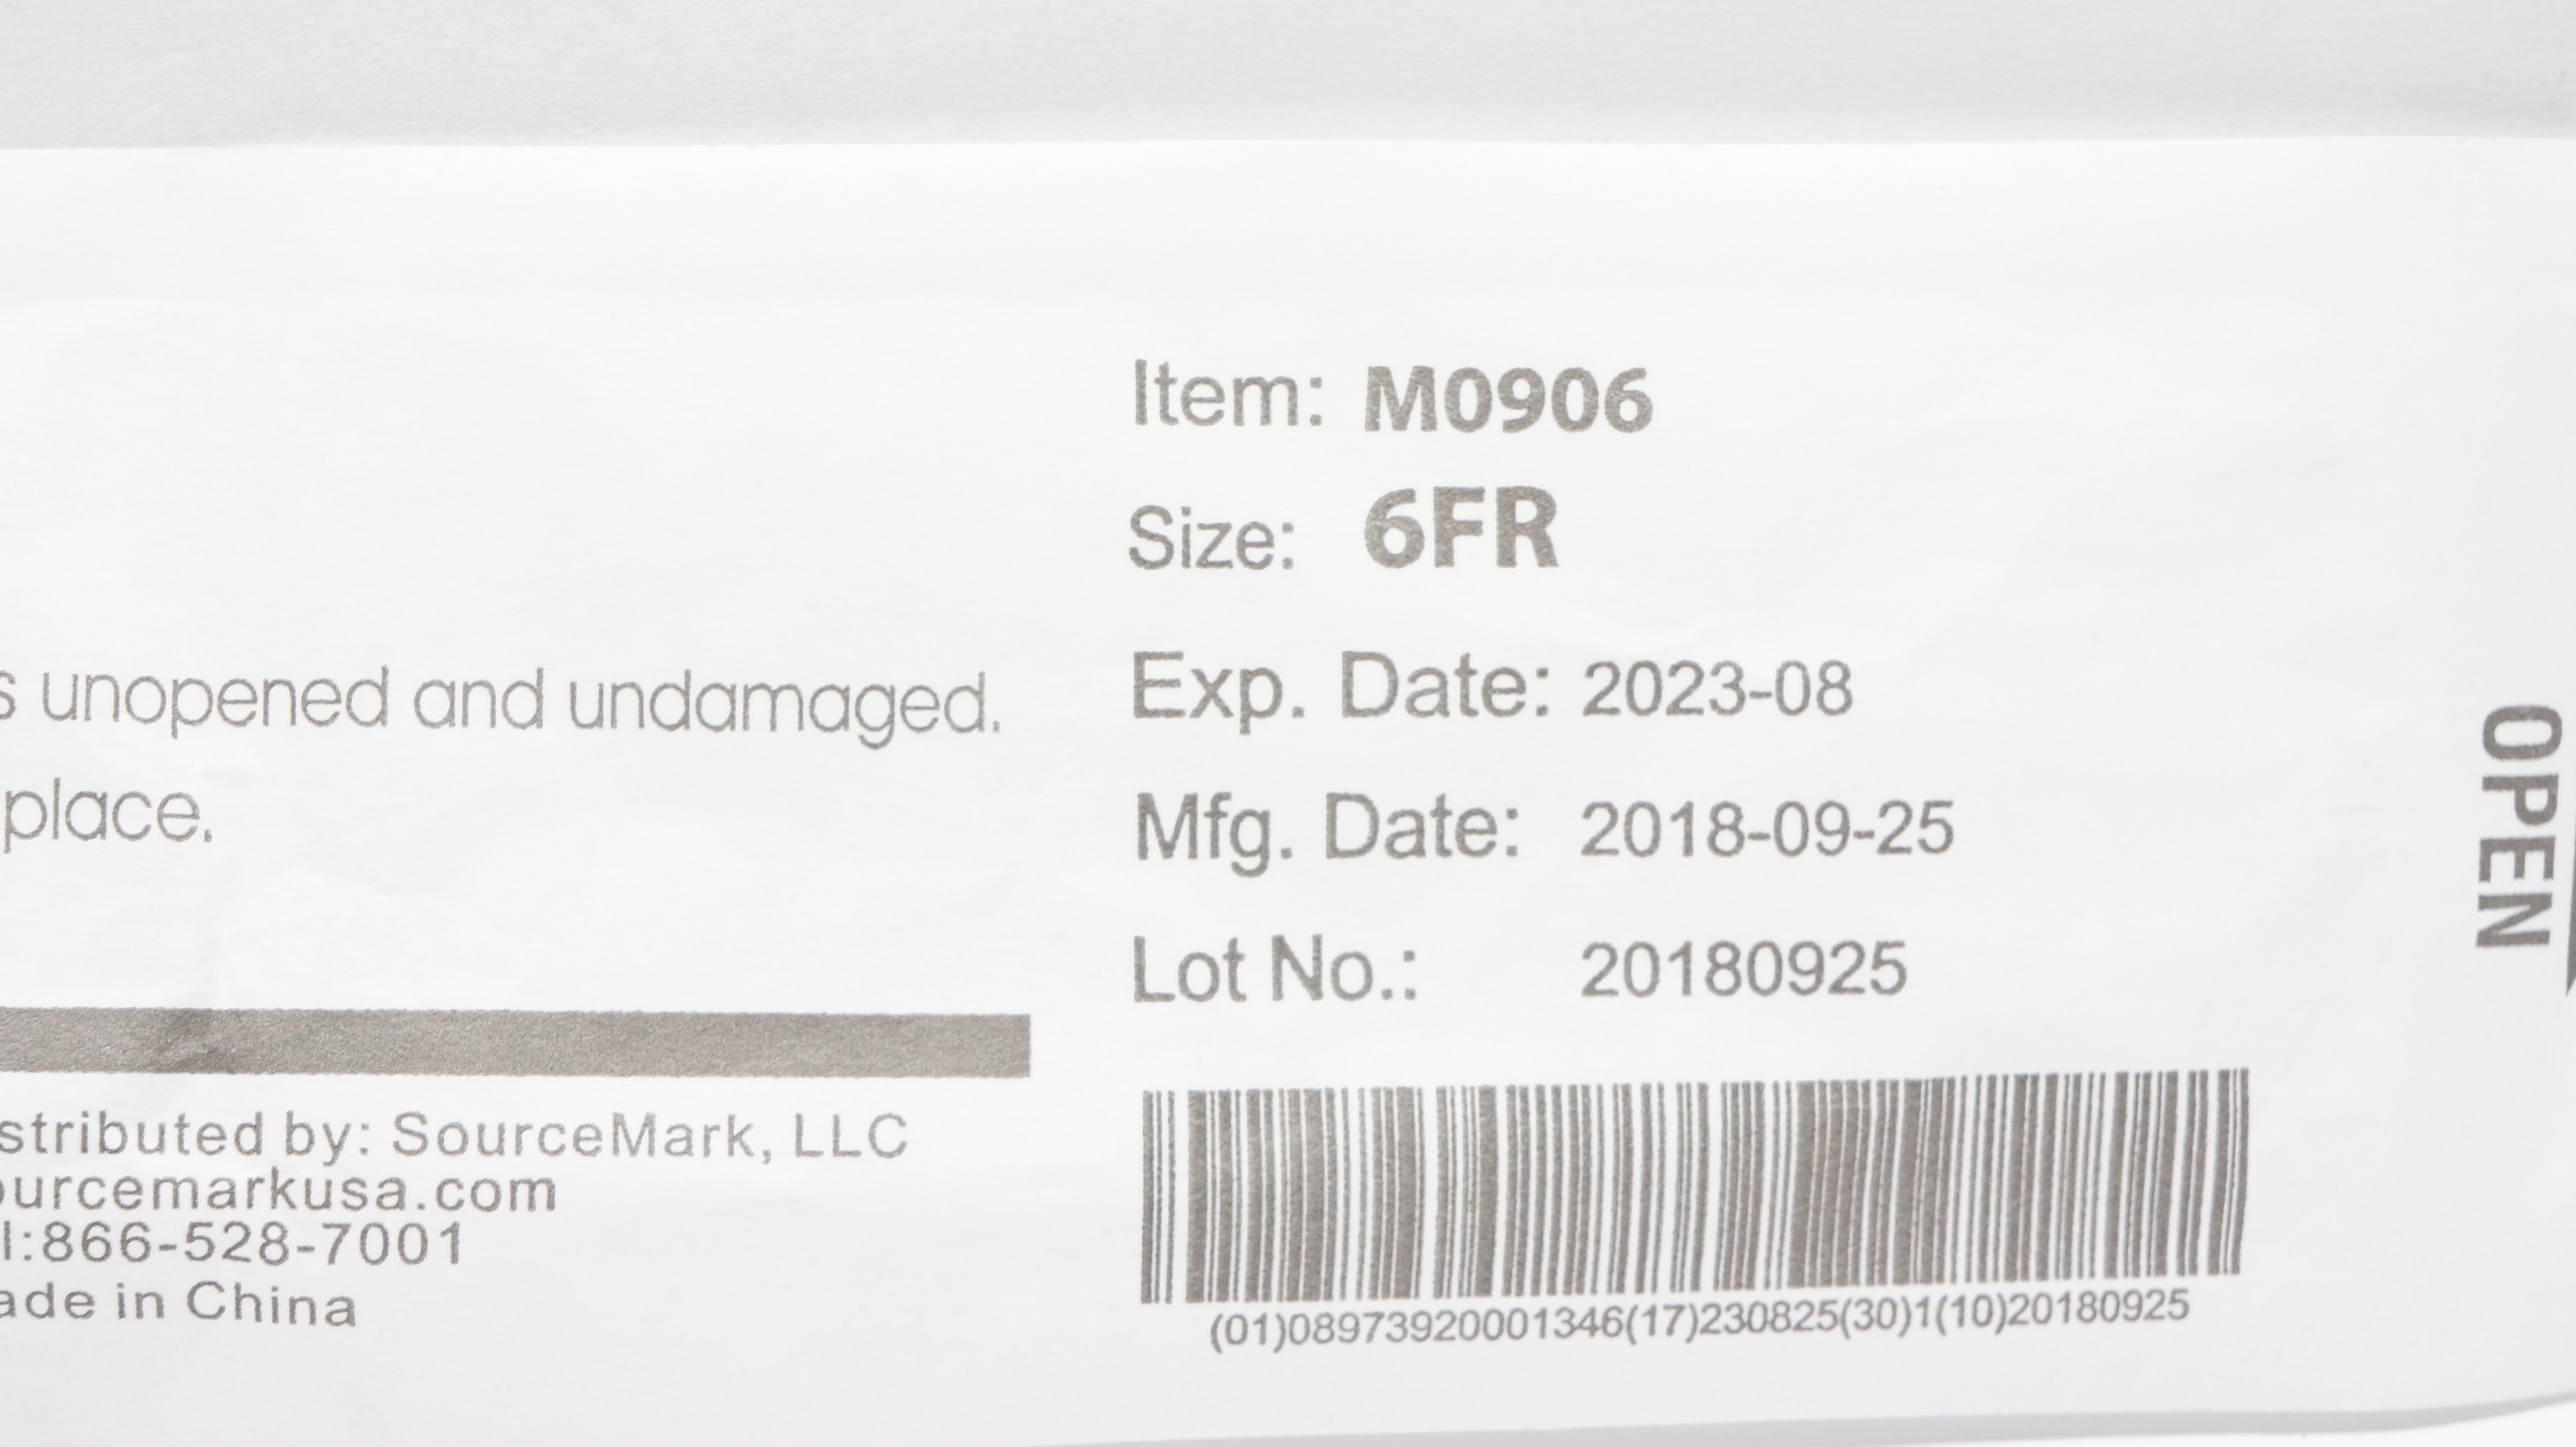 Item: M0906
Size: 6FR
unopened and undamaged.
place.
Exp. Date: 2023-08
Mfg. Date: 2018-09-25
Lot No.: 20180925
OPEN
stributed by: SourceMark, LLC
ourcemarkusa.com
l:866-528-7001
ade in China
(01)08973920001346(17)230825(30)1(10)20180925